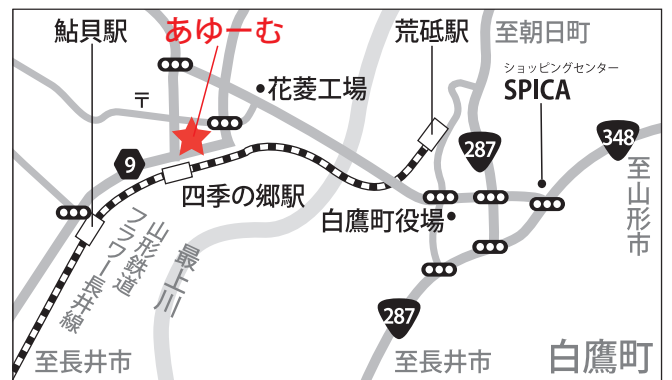 鮎貝駅
あゆーむ
荒砥駅
至朝日町
ショッピングセンター
SPICA
花菱工場
〒
348
287
9
四季の郷駅
白鷹町役場
至山形市
山形鉄道
フラワー長井線
最上川
287
至長井市
至長井市
白鷹町